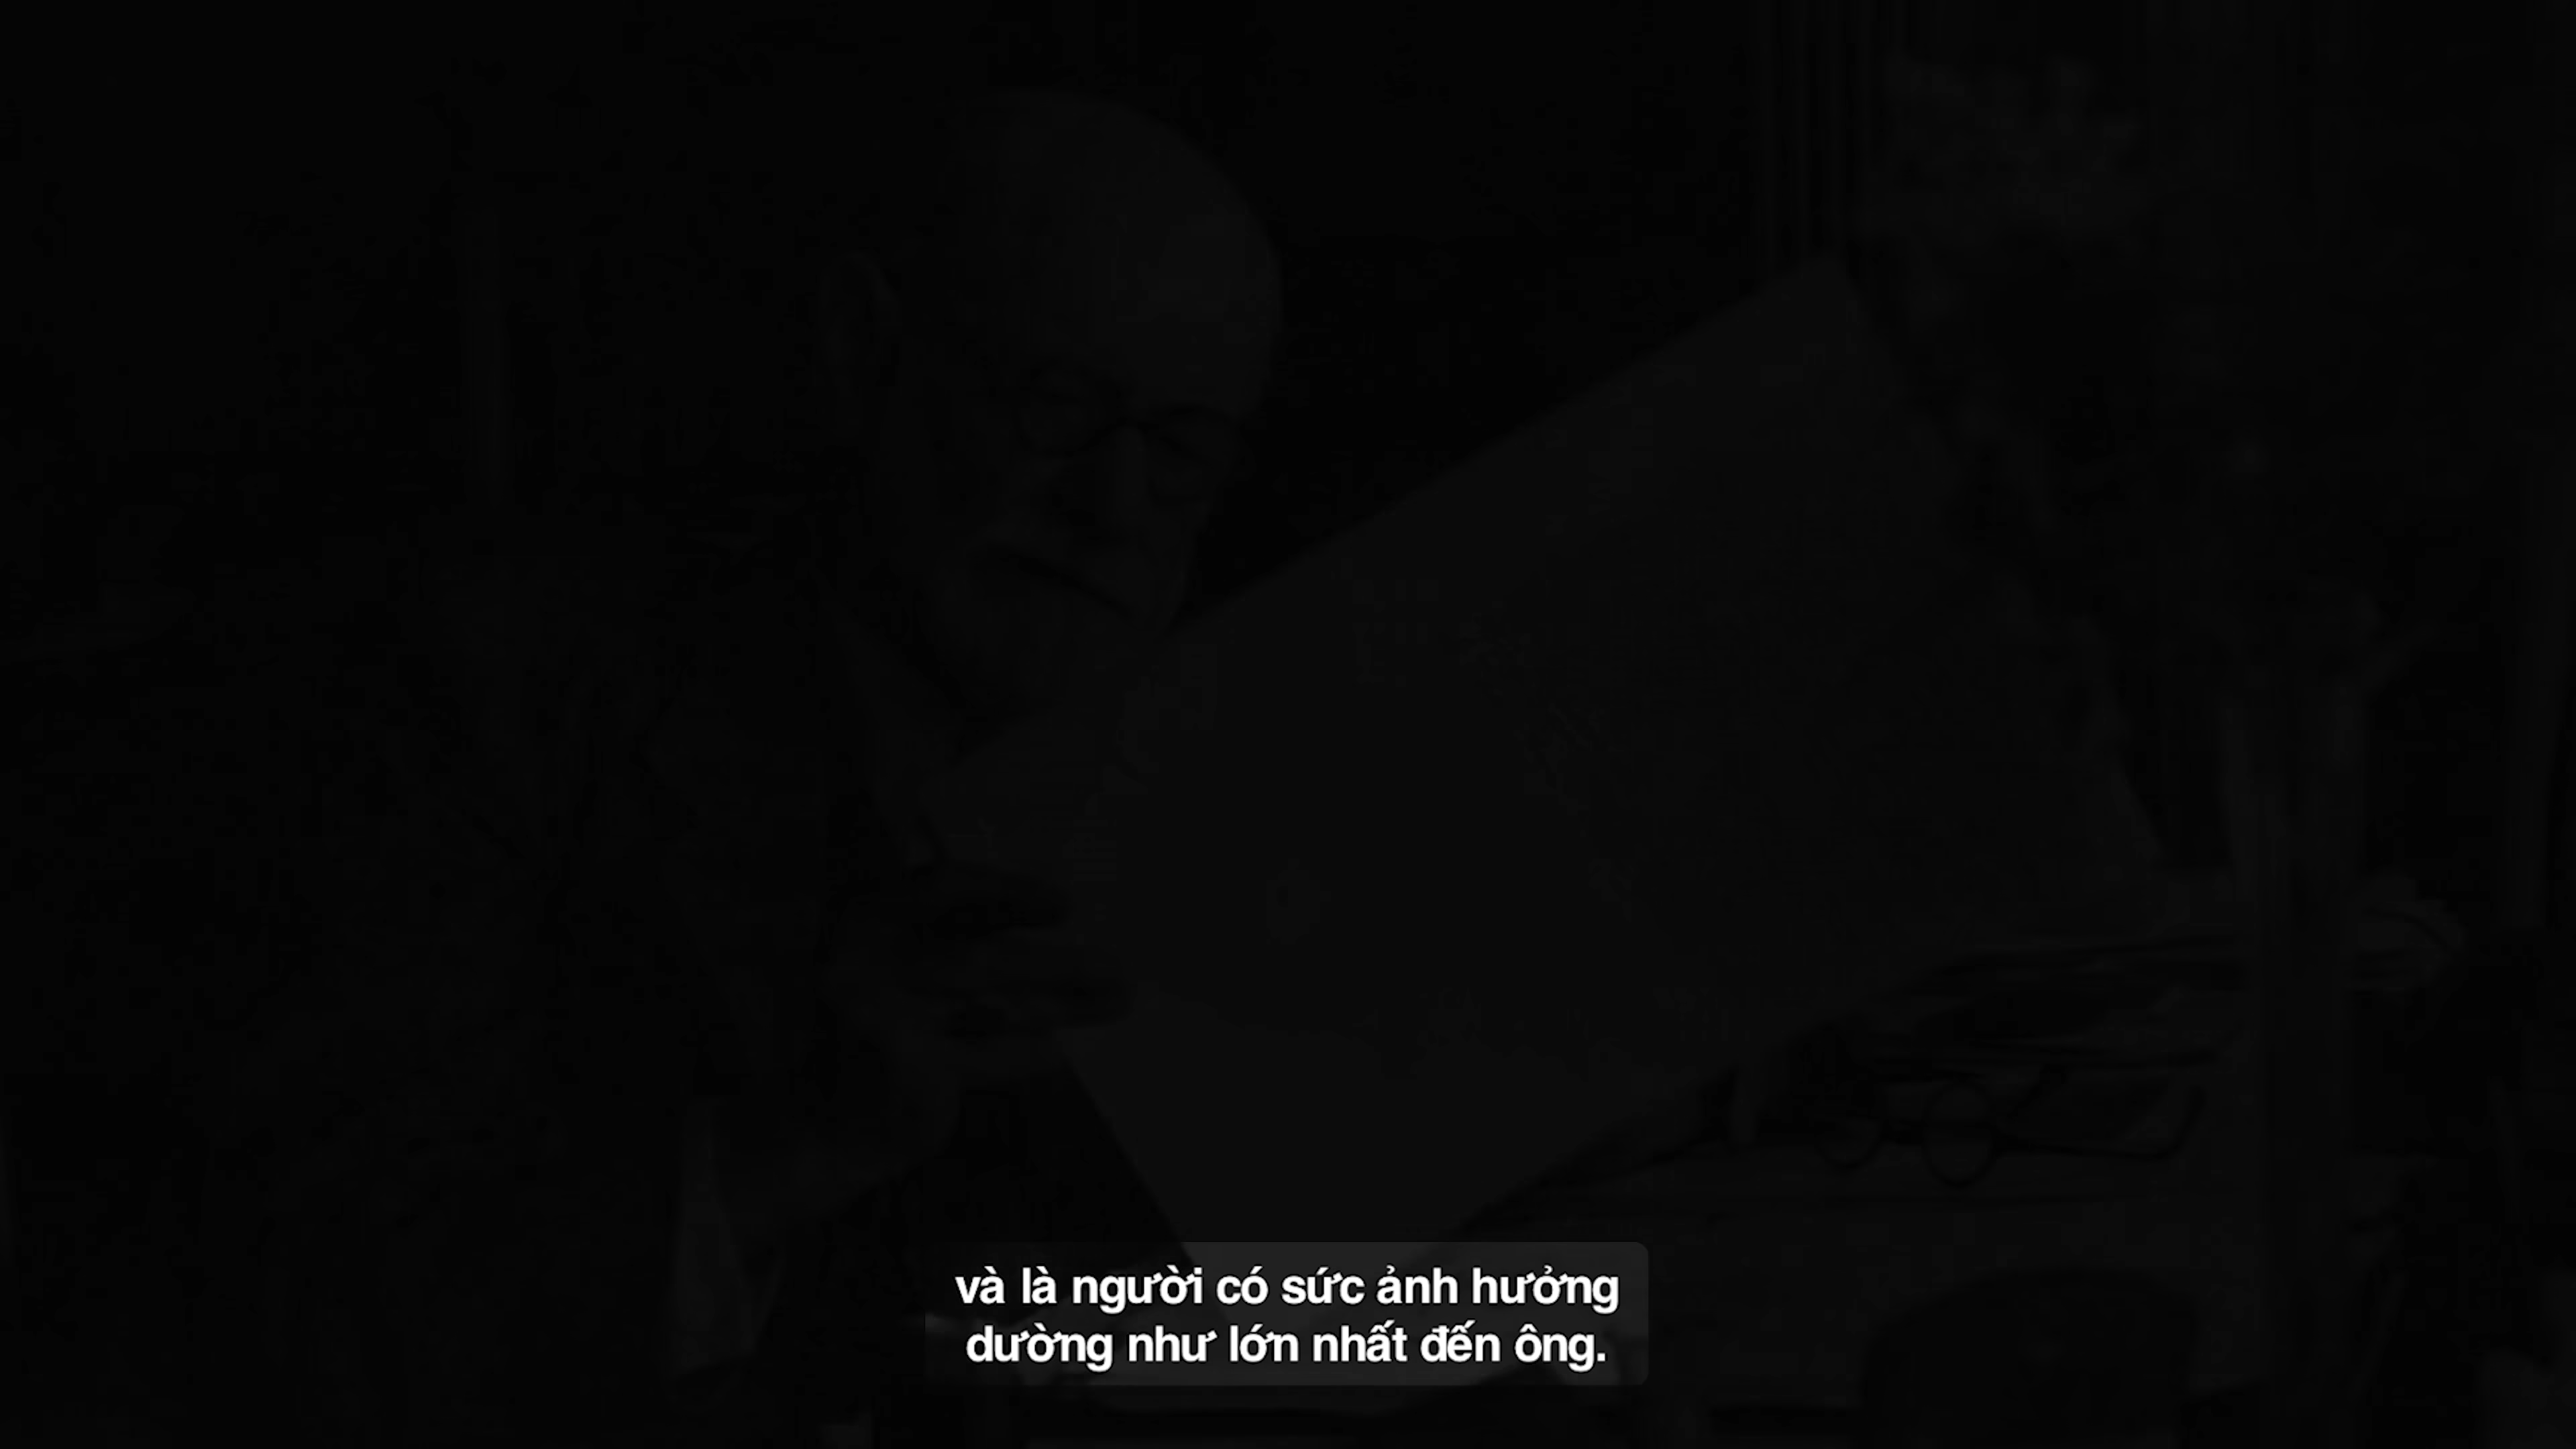 và là người có sức ảnh hưởng
dường như lớn nhất đến ông.